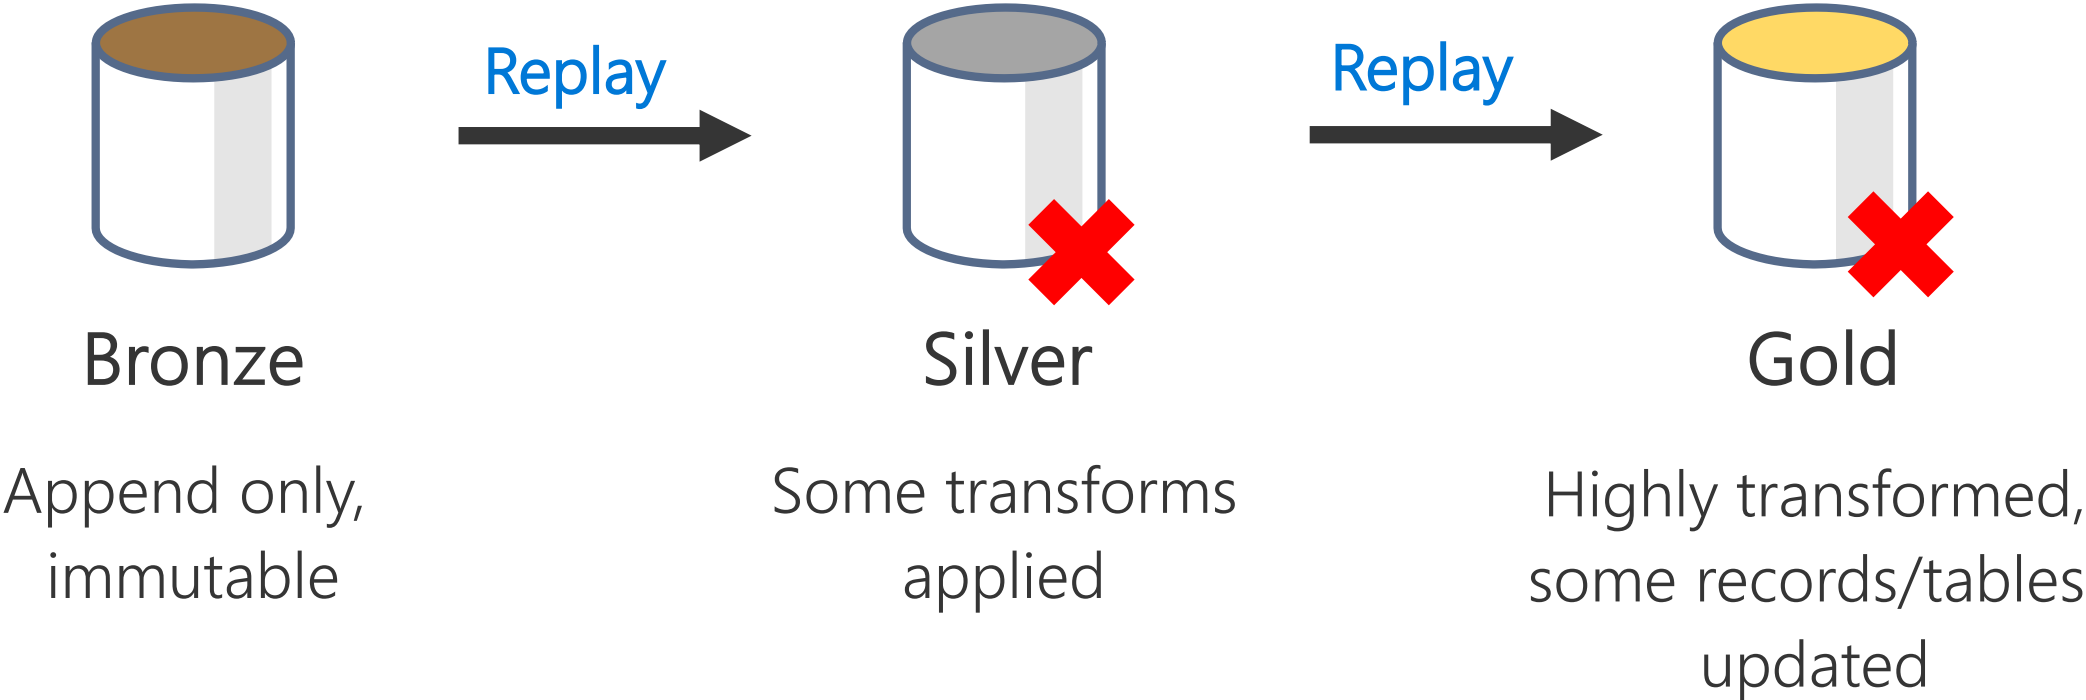 Replay
Replay
Bronze
Silver
Gold
Append only,
immutable
Some transforms
applied
Highly transformed,
some records/tables
updated